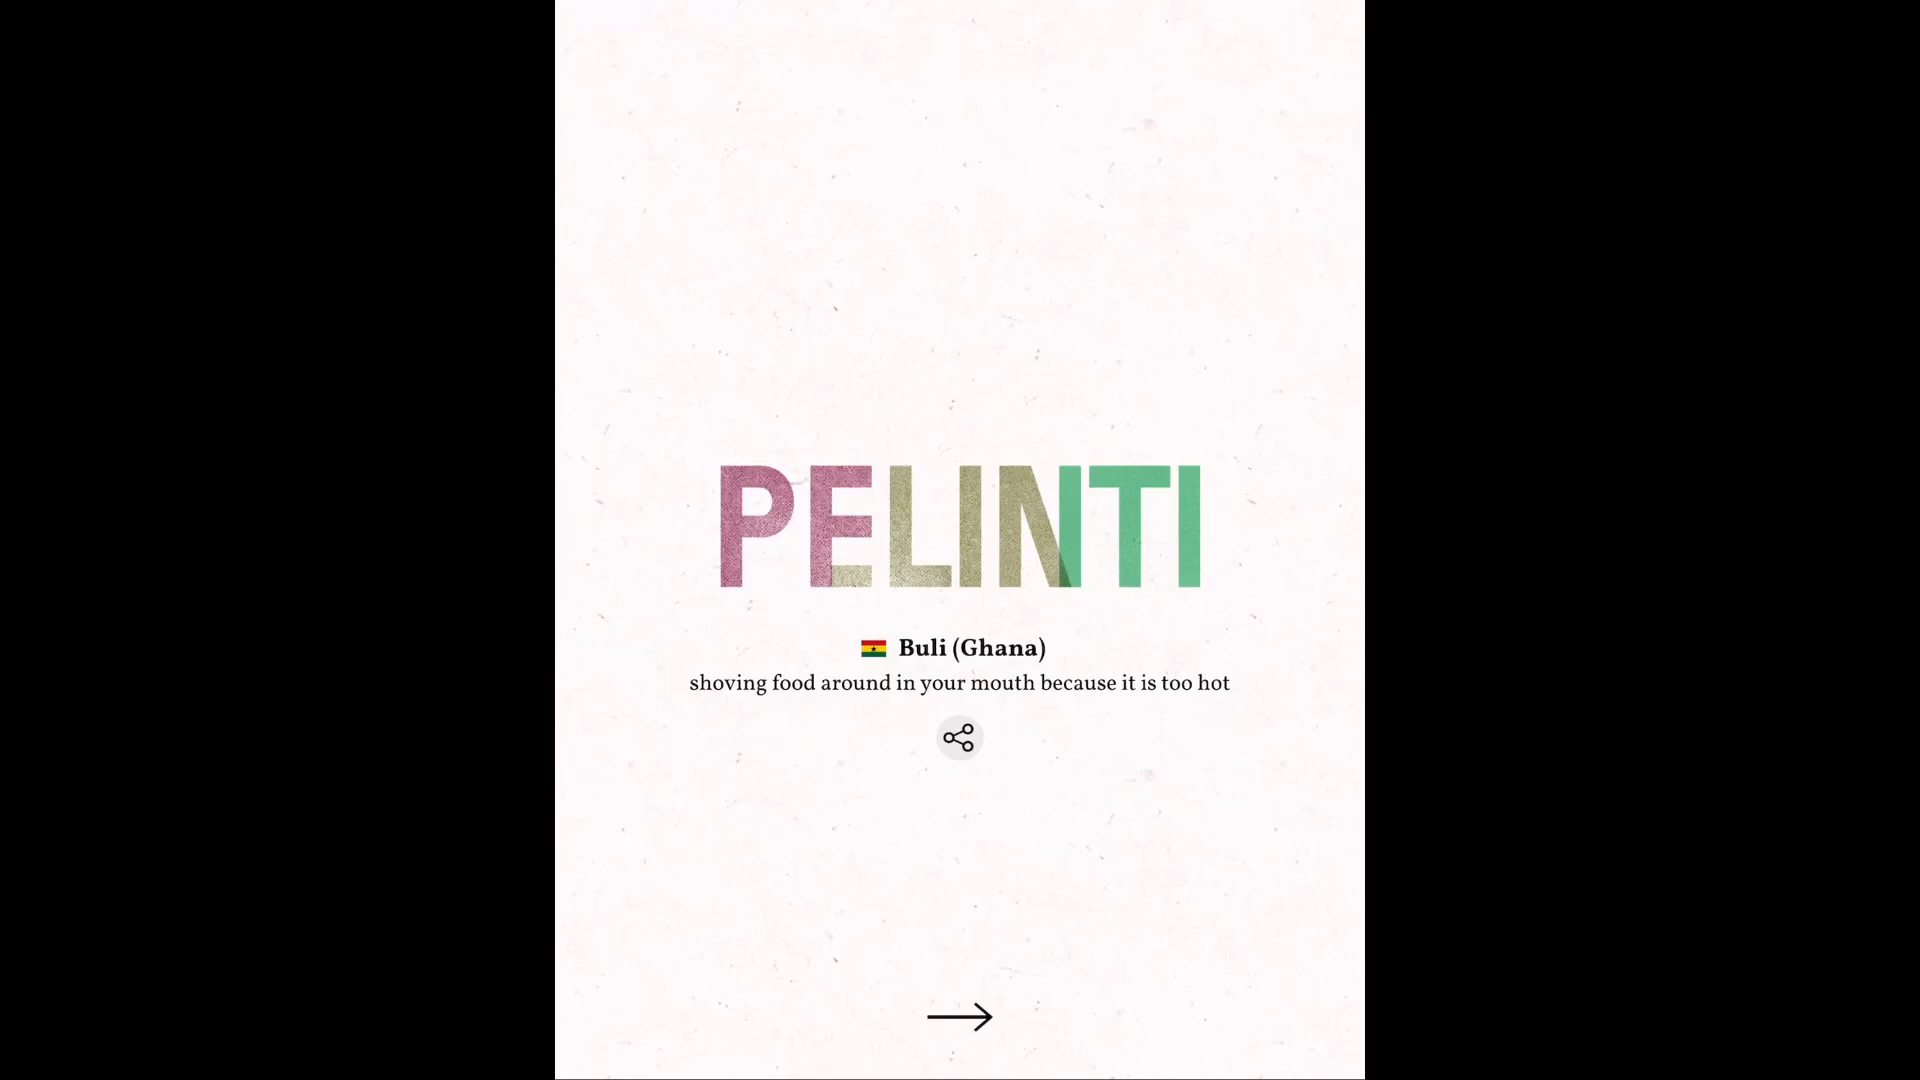 PELINTI
Buli (Ghana)
shoving food around in your mouth because it is too hot